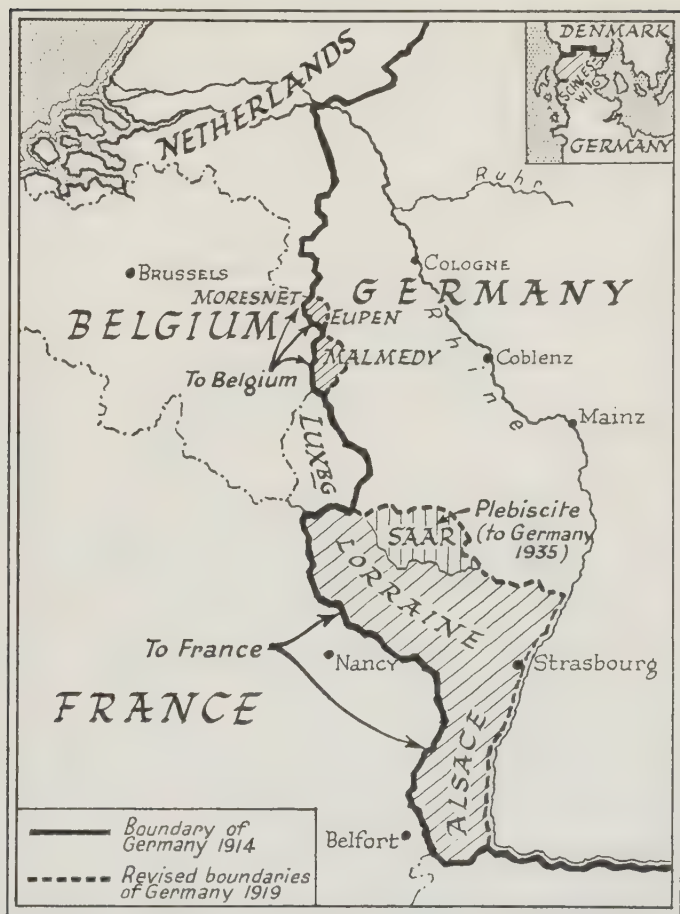 NETHERLANDS
DENMARK
SCHLES-
WIG
GERMANY
Ruhr
BRUSSELS
COLOGNE
MORESNET
GERMANY
BELGIUM
EUPEN
Rhine
MALMEDY
Coblenz
To Belgium
LUXBG
Mainz
Plebiscite
(to Germany
1935)
SAAR
LORRAINE
To France
Nancy
Strasbourg
FRANCE
ALSACE
Belfort
Boundary of
Germany 1914
Revised boundaries
of Germany 1919